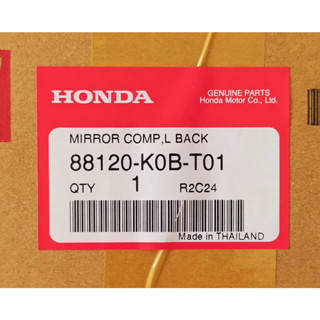 HONDA
GENUINE PARTS
Honda Motor Co., Ltd.
MIRROR COMP,L BACK
88120-K0B-T01
QTY 1 R2C24
Made in THAILAND